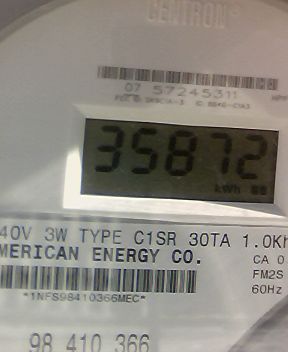 CENTRON®
07 57245311
35872
kWh
40V 3W TYPE C1SR 30TA 1.0Kh
MERICAN ENERGY CO.
CA 0
FM2S
60Hz
*1NFS98410366MEC*
98 410 366